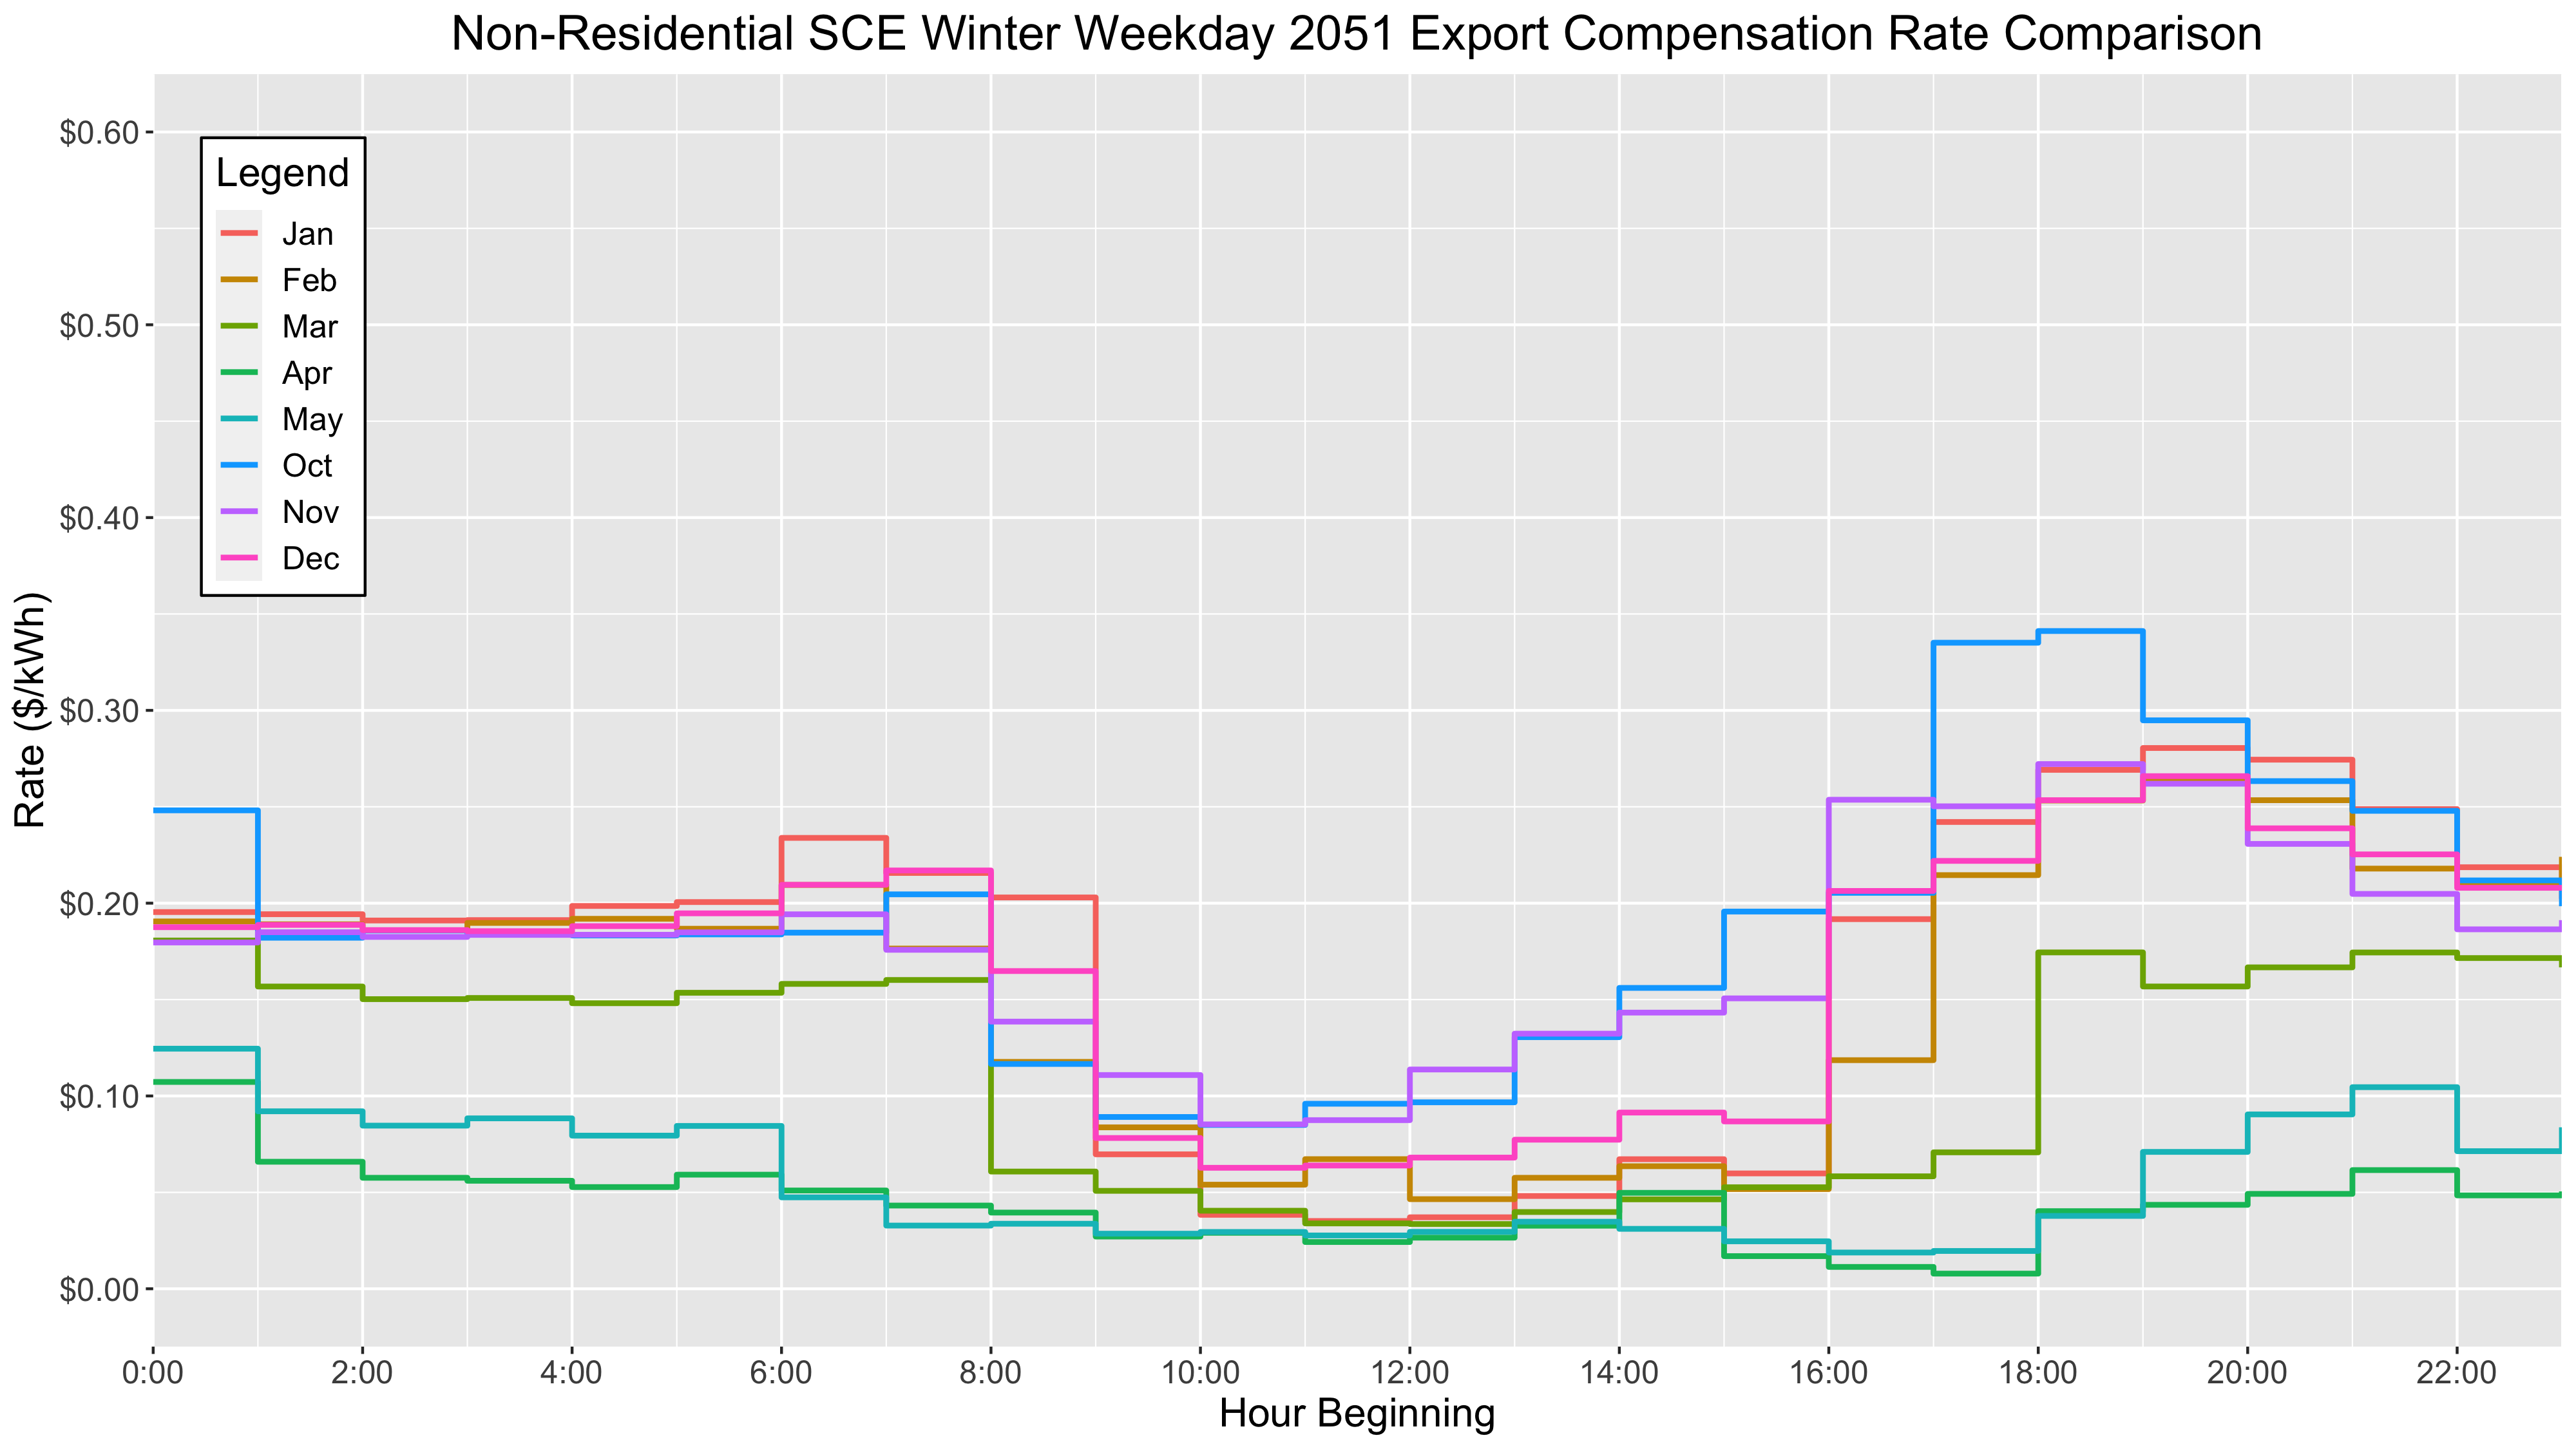 Non-Residential SCE Winter Weekday 2051 Export Compensation Rate Comparison
Rate ($/kWh)
$0.60
$0.50
$0.40
$0.30
$0.20
$0.10
$0.00
Legend
Jan
Feb
Mar
Apr
May
Oct
Nov
Dec
0:00 2:00 4:00 6:00 8:00 10:00 12:00 14:00 16:00 18:00 20:00 22:00
Hour Beginning